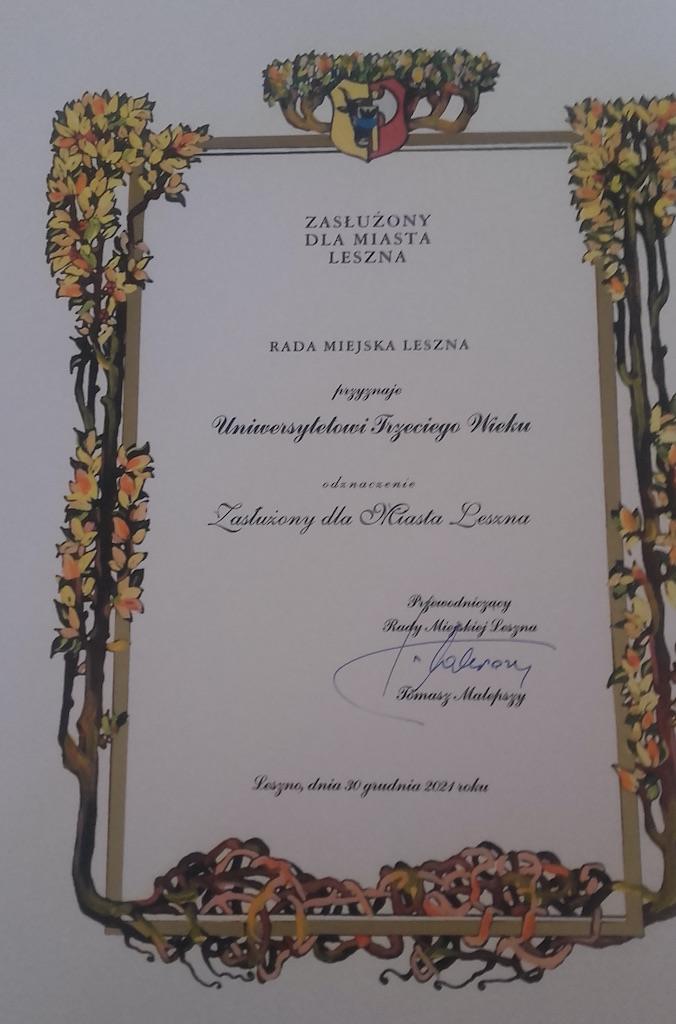 ZASŁUŻONY
DLA MIASTA
LESZNA
RADA MIEJSKA LESZNA
przyznaje
Uniwersytetowi Trzeciego Wieku
odznaczenie
Zasłużony dla Miasta Leszna
Przewodniczący
Rady Miejskiej Leszna
Tomasz Malepszy
Leszno, dnia 30 grudnia 2021 roku